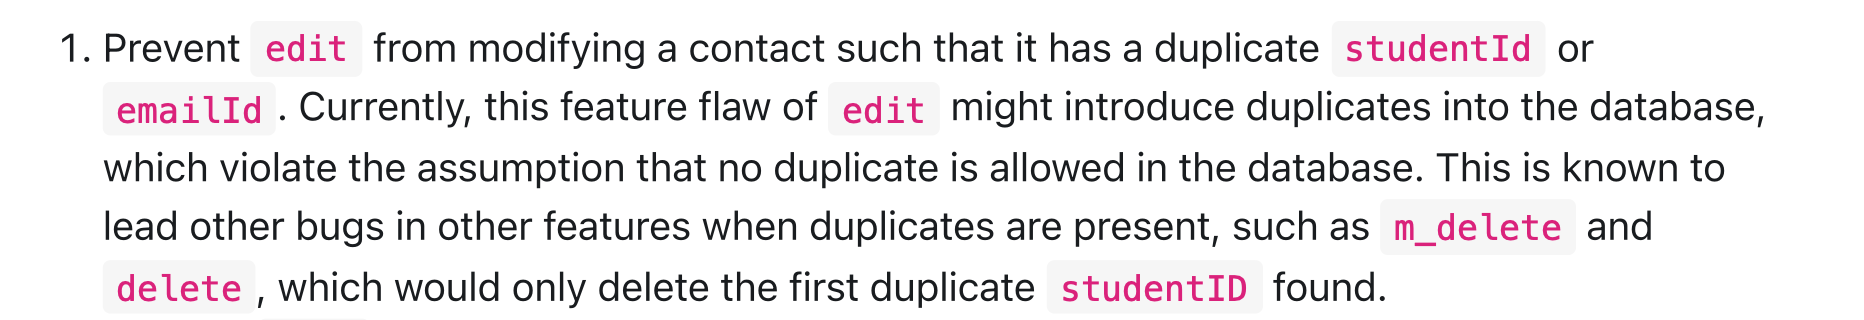 1. Prevent edit from modifying a contact such that it has a duplicate studentId or
emailId. Currently, this feature flaw of edit might introduce duplicates into the database,
which violate the assumption that no duplicate is allowed in the database. This is known to
lead other bugs in other features when duplicates are present, such as m_delete and
delete, which would only delete the first duplicate studentID found.